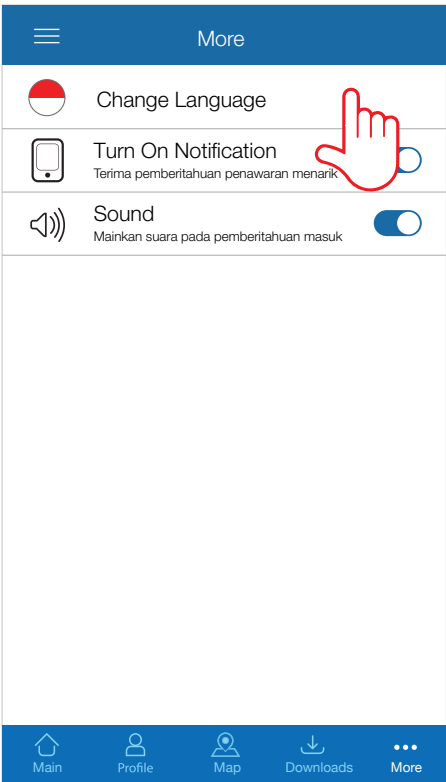 More
Change Language
Turn On Notification
Terima pemberitahuan penawaran menarik
Sound
Mainkan suara pada pemberitahuan masuk
Main Profile Map Downloads More